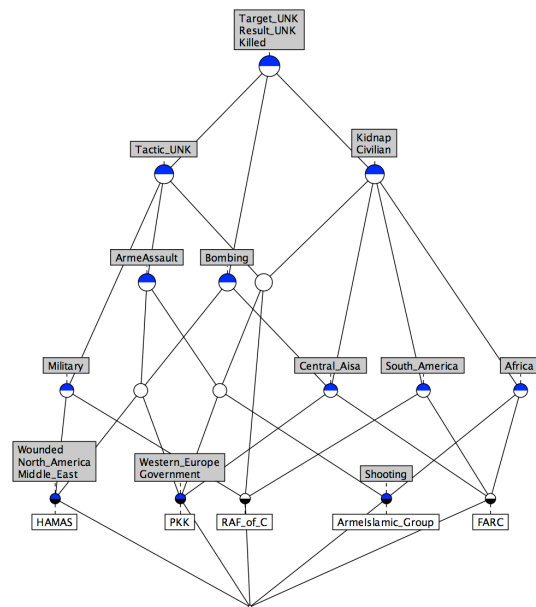 Target_UNK
Result_UNK
Killed
Tactic_UNK
Kidnap
Civilian
ArmeAssault
Bombing
Military
Central_Aisa
South_America
Africa
Wounded
North_America
Middle_East
Western_Europe
Government
Shooting
HAMAS
PKK
RAF_of_C
ArmeIslamic_Group
FARC